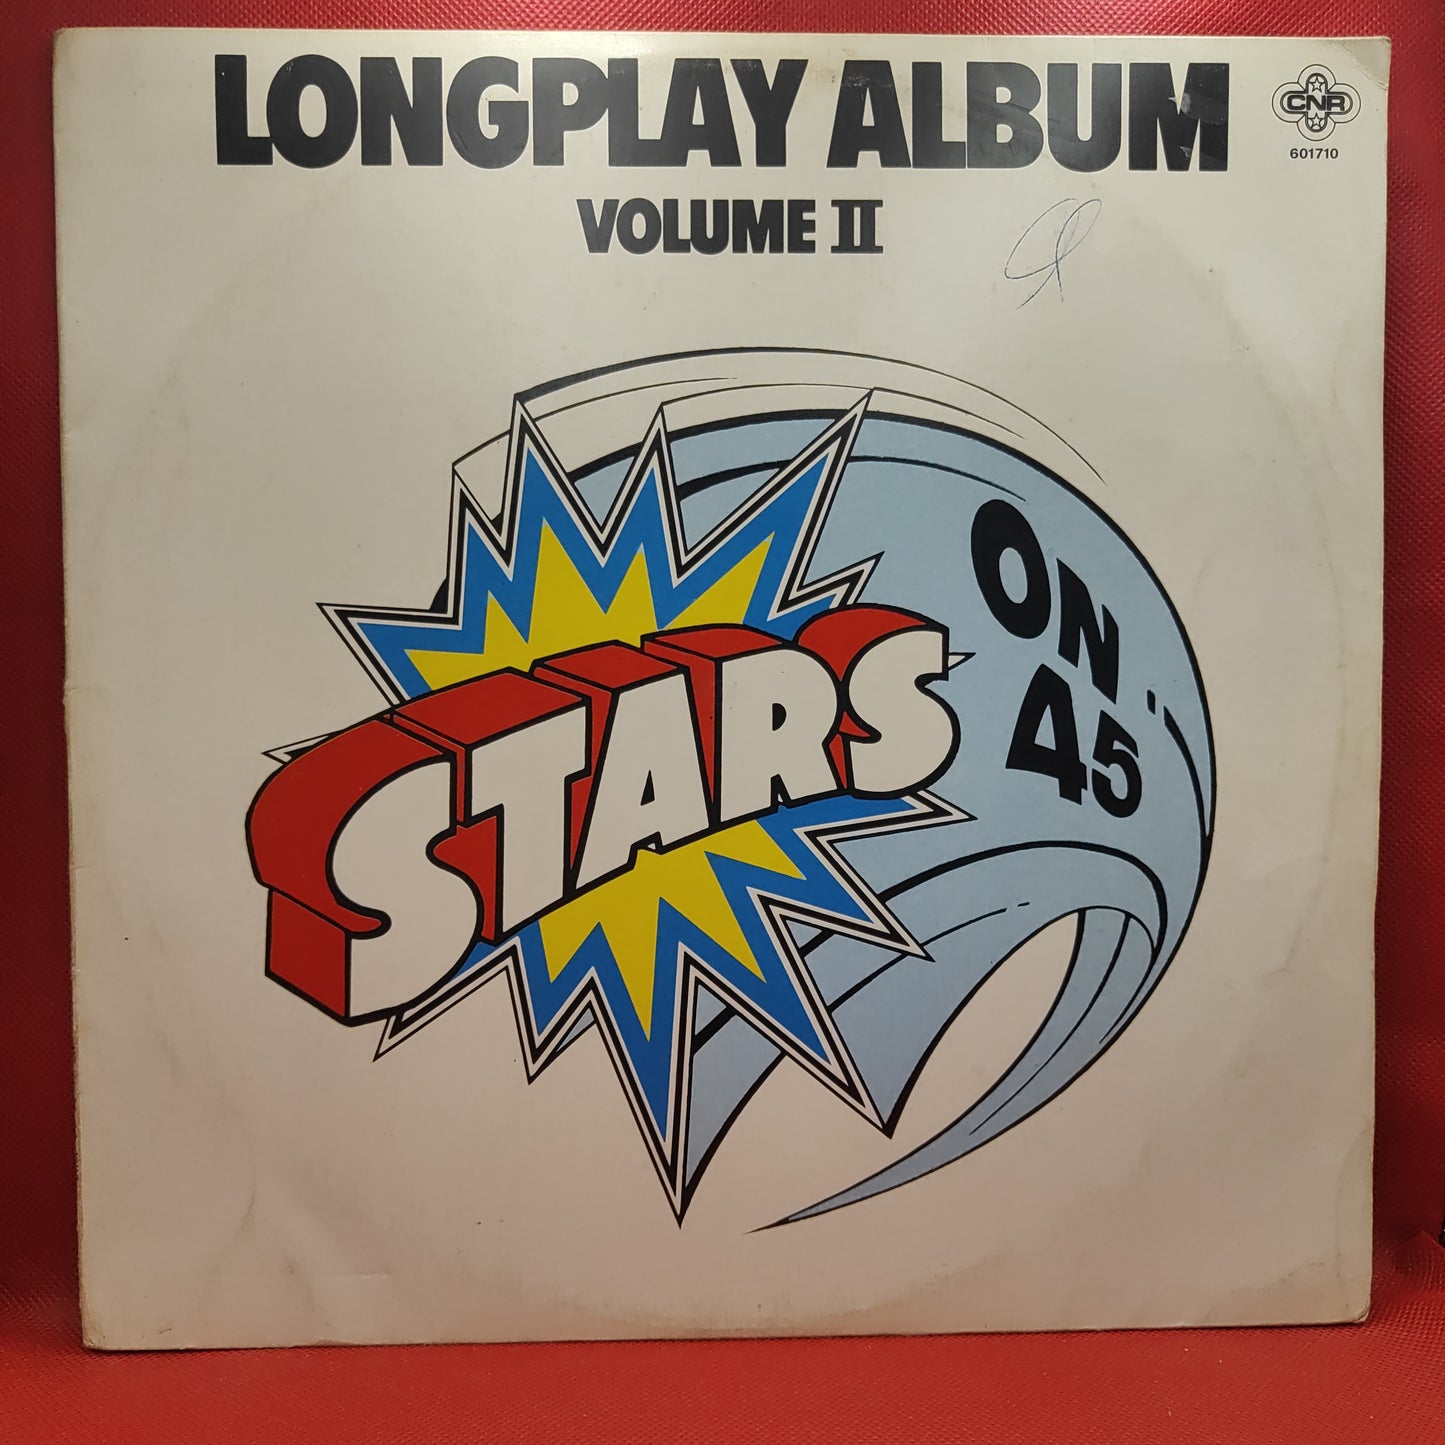 LONGPLAY ALBUM
VOLUME II
CNR
601710
STARS
ON
45